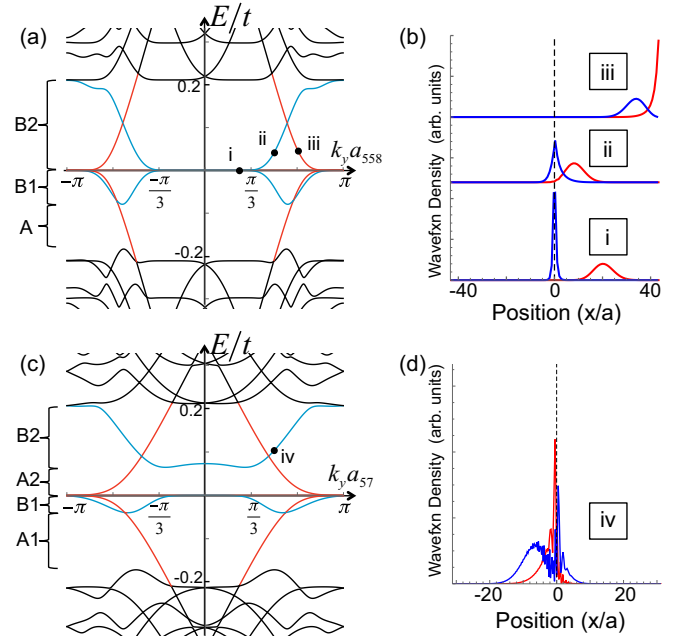 (a)
E/t
B2
B1
A
0.2
-0.2
i
ii
iii
k_y a_558
-π
-π/3
π/3
π
(b)
Wavefxn Density (arb. units)
iii
ii
i
-40
0
40
Position (x/a)
(c)
E/t
B2
A2
B1
A1
0.2
-0.2
iv
k_y a_57
-π
-π/3
π/3
π
(d)
Wavefxn Density (arb. units)
iv
-20
0
20
Position (x/a)